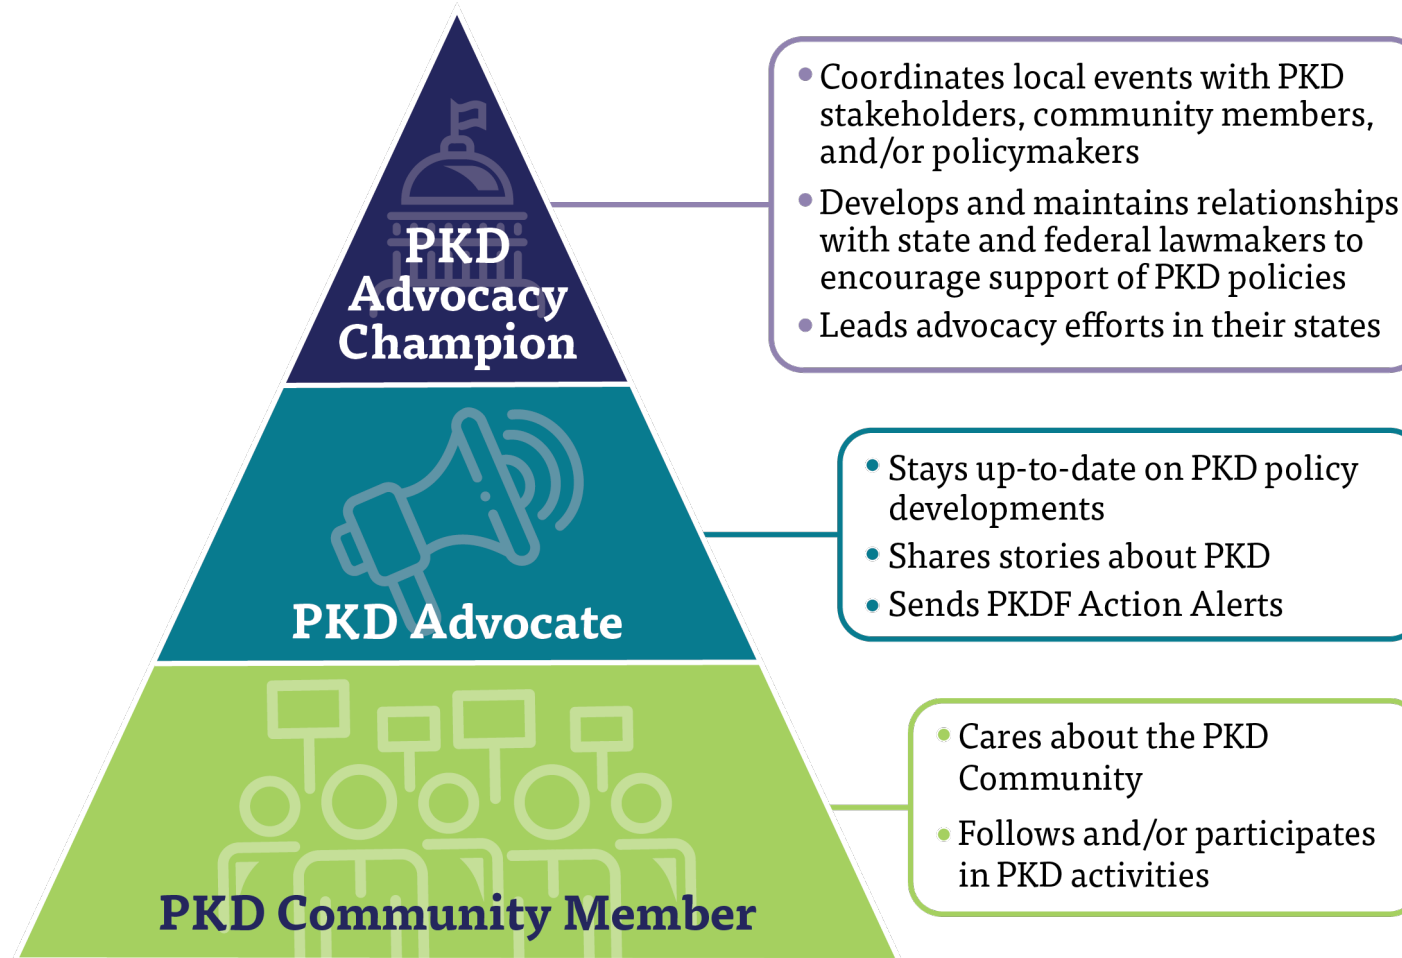 PKD
Advocacy
Champion
• Coordinates local events with PKD
stakeholders, community members,
and/or policymakers
• Develops and maintains relationships
with state and federal lawmakers to
encourage support of PKD policies
• Leads advocacy efforts in their states
PKD Advocate
• Stays up-to-date on PKD policy
developments
• Shares stories about PKD
• Sends PKDF Action Alerts
PKD Community Member
• Cares about the PKD
Community
• Follows and/or participates
in PKD activities